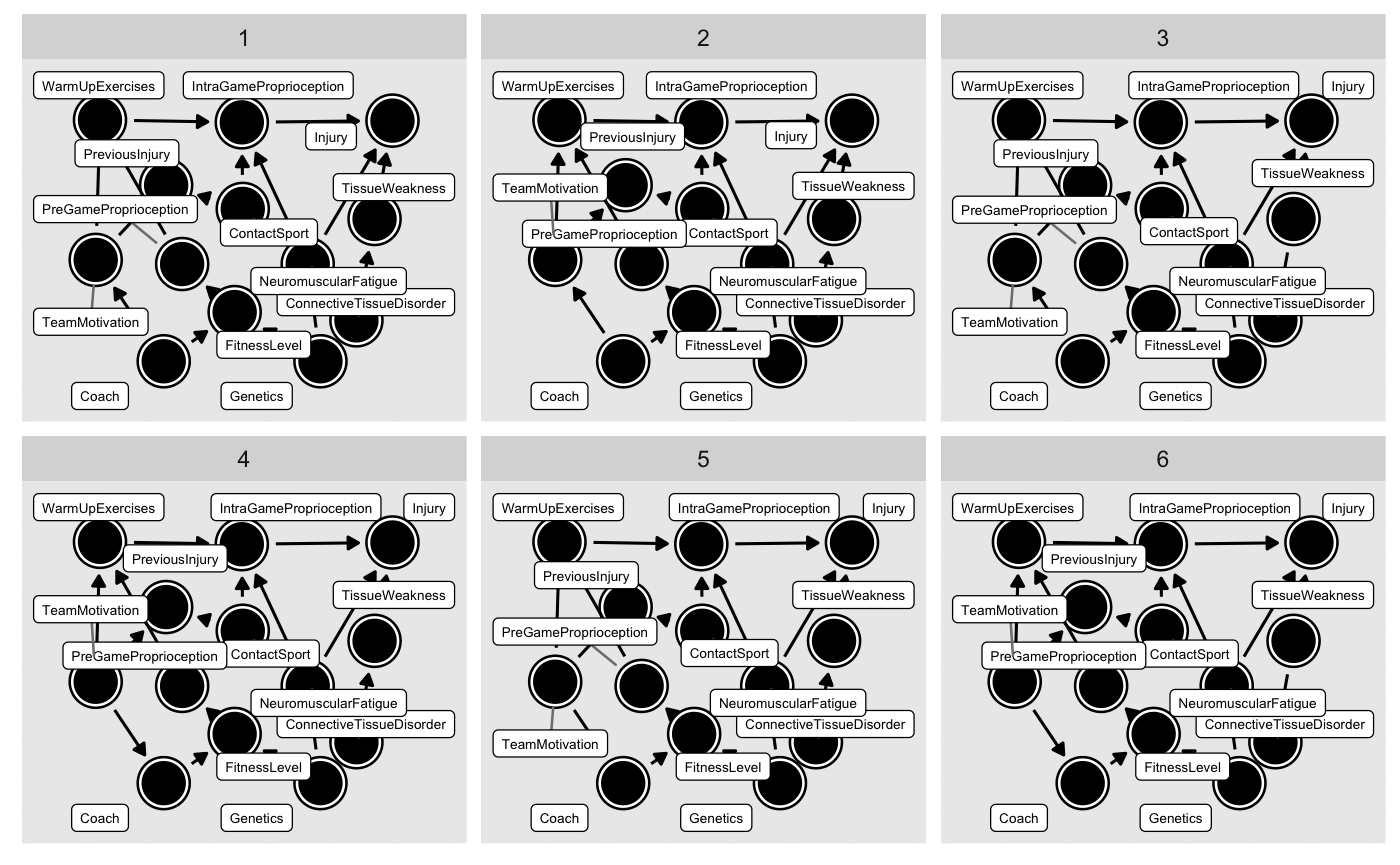 1
WarmUpExercises
IntraGameProprioception
Injury
PreviousInjury
TissueWeakness
PreGameProprioception
ContactSport
NeuromuscularFatigue
ConnectiveTissueDisorder
TeamMotivation
FitnessLevel
Coach
Genetics
2
WarmUpExercises
IntraGameProprioception
PreviousInjury
Injury
TeamMotivation
TissueWeakness
PreGameProprioception
ContactSport
NeuromuscularFatigue
ConnectiveTissueDisorder
FitnessLevel
Coach
Genetics
3
WarmUpExercises
IntraGameProprioception
Injury
PreviousInjury
TissueWeakness
PreGameProprioception
ContactSport
NeuromuscularFatigue
ConnectiveTissueDisorder
TeamMotivation
FitnessLevel
Coach
Genetics
4
WarmUpExercises
IntraGameProprioception
Injury
PreviousInjury
TeamMotivation
TissueWeakness
PreGameProprioception
ContactSport
NeuromuscularFatigue
ConnectiveTissueDisorder
FitnessLevel
Coach
Genetics
5
WarmUpExercises
IntraGameProprioception
Injury
PreviousInjury
TissueWeakness
PreGameProprioception
ContactSport
NeuromuscularFatigue
ConnectiveTissueDisorder
TeamMotivation
FitnessLevel
Coach
Genetics
6
WarmUpExercises
IntraGameProprioception
Injury
PreviousInjury
TeamMotivation
TissueWeakness
PreGameProprioception
ContactSport
NeuromuscularFatigue
ConnectiveTissueDisorder
FitnessLevel
Coach
Genetics